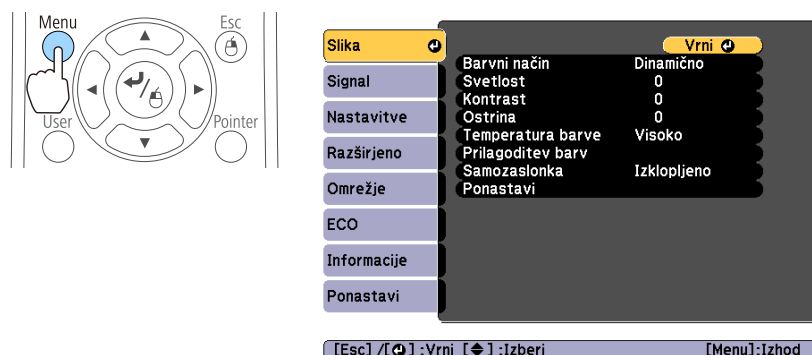 Menu
Esc
User
Pointer
Slika
Signal
Nastavitve
Razširjeno
Omrežje
ECO
Informacije
Ponastavi
Vrni
Barvni način Dinamično
Svetlost 0
Kontrast 0
Ostrina 0
Temperatura barve Visoko
Prilagoditev barv
Samozaslonka Izklopljeno
Ponastavi
[Esc] /[ ] :Vrni [ ] :Izberi [Menu]:Izhod